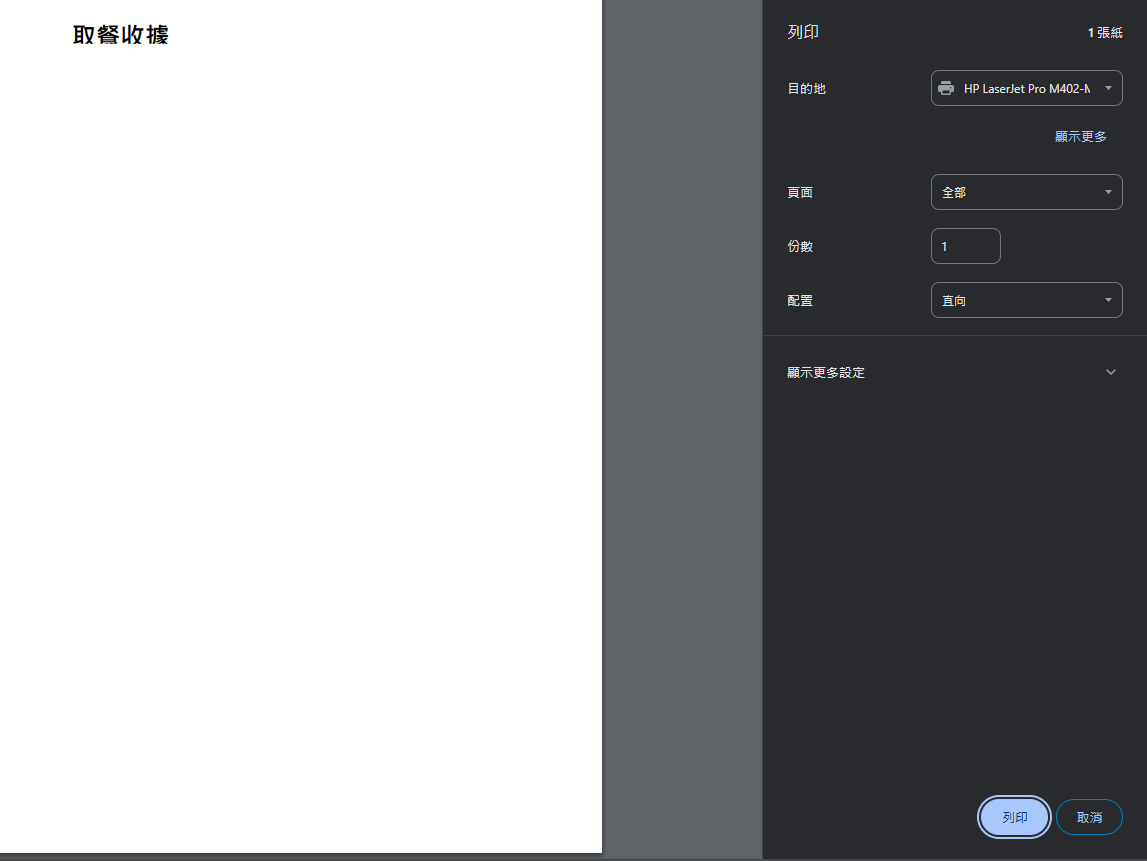 取餐收據
列印
1 張紙
目的地
HP LaserJet Pro M402-M
顯示更多
頁面
全部
份數
1
配置
直向
顯示更多設定
列印
取消